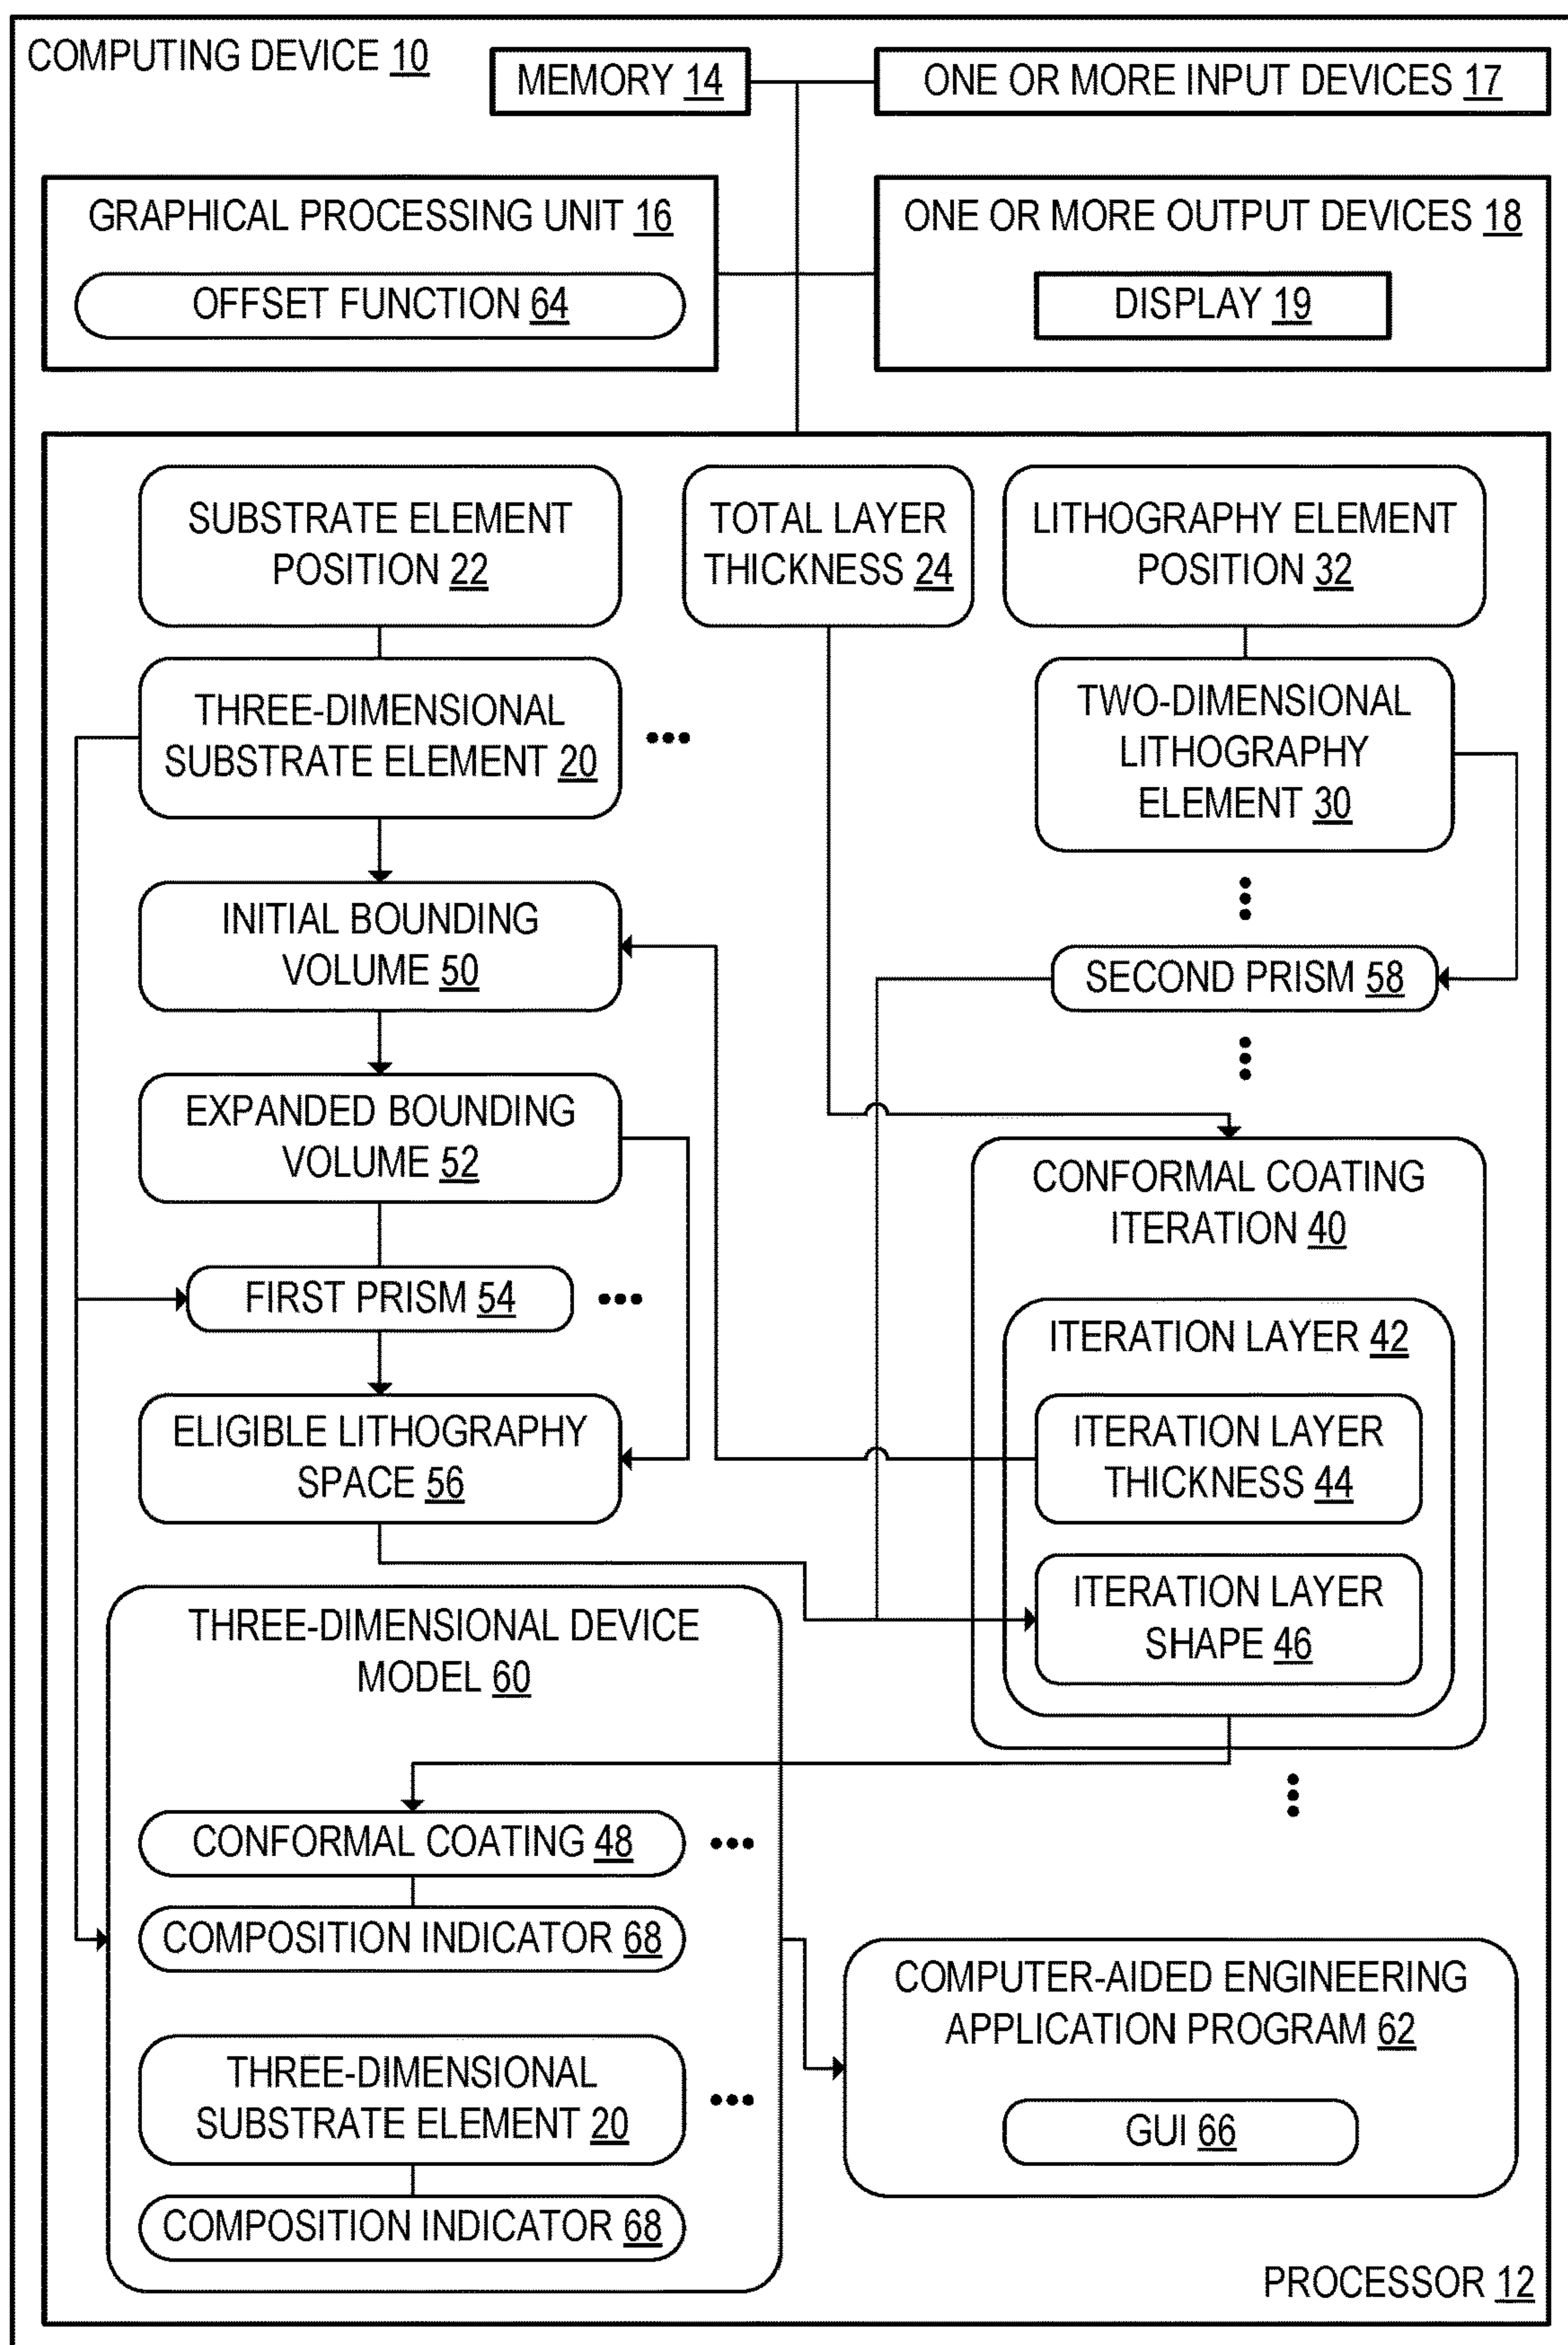 COMPUTING DEVICE 10
MEMORY 14
ONE OR MORE INPUT DEVICES 17
GRAPHICAL PROCESSING UNIT 16
OFFSET FUNCTION 64
ONE OR MORE OUTPUT DEVICES 18
DISPLAY 19
SUBSTRATE ELEMENT
POSITION 22
TOTAL LAYER
THICKNESS 24
LITHOGRAPHY ELEMENT
POSITION 32
THREE-DIMENSIONAL
SUBSTRATE ELEMENT 20
TWO-DIMENSIONAL
LITHOGRAPHY
ELEMENT 30
INITIAL BOUNDING
VOLUME 50
SECOND PRISM 58
EXPANDED BOUNDING
VOLUME 52
CONFORMAL COATING
ITERATION 40
FIRST PRISM 54
ITERATION LAYER 42
ELIGIBLE LITHOGRAPHY
SPACE 56
ITERATION LAYER
THICKNESS 44
ITERATION LAYER
SHAPE 46
THREE-DIMENSIONAL DEVICE
MODEL 60
CONFORMAL COATING 48
COMPOSITION INDICATOR 68
THREE-DIMENSIONAL
SUBSTRATE ELEMENT 20
COMPOSITION INDICATOR 68
COMPUTER-AIDED ENGINEERING
APPLICATION PROGRAM 62
GUI 66
PROCESSOR 12